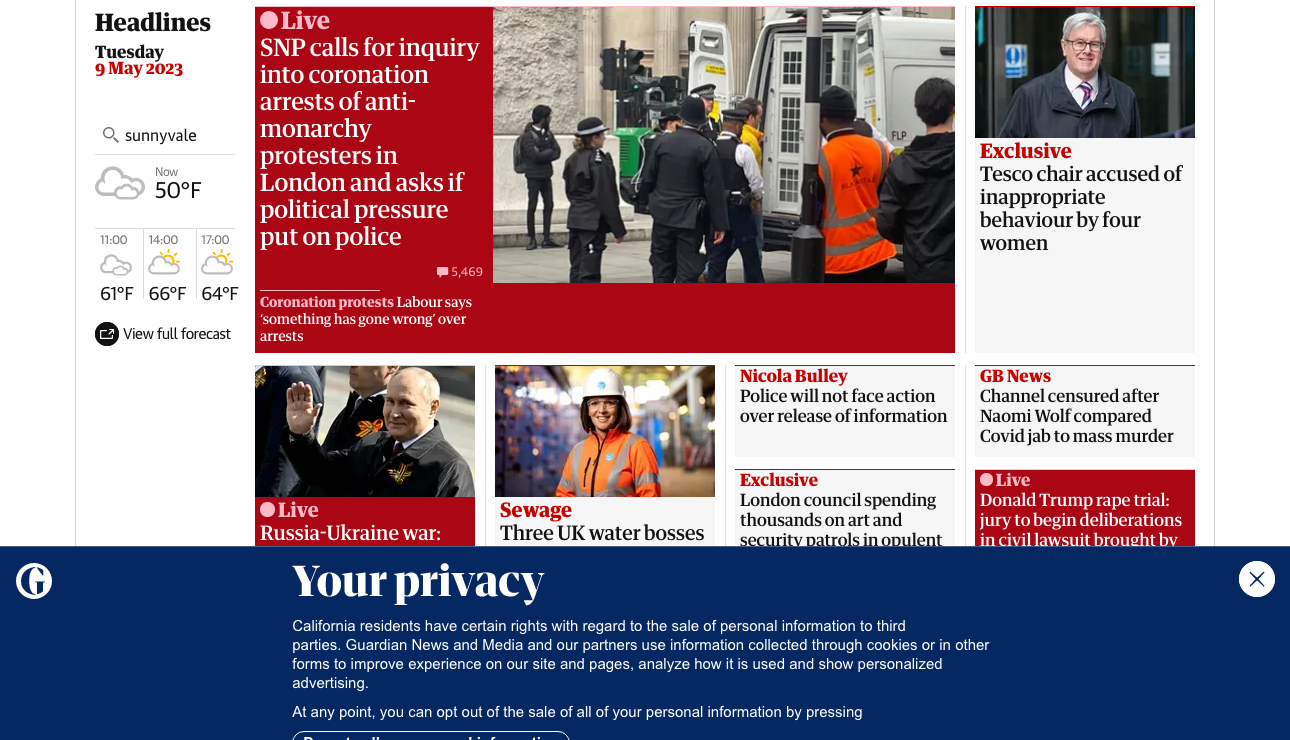 Headlines
Tuesday
9 May 2023
sunnyvale
Now
50°F
11:00
14:00
17:00
61°F
66°F
64°F
View full forecast
Live
SNP calls for inquiry
into coronation
arrests of anti-
monarchy
protesters in
London and asks if
political pressure
put on police
5,469
Coronation protests Labour says
‘something has gone wrong’ over
arrests
FLP
Exclusive
Tesco chair accused of
inappropriate
behaviour by four
women
Live
Russia-Ukraine war:
Sewage
Three UK water bosses
Nicola Bulley
Police will not face action
over release of information
Exclusive
London council spending
thousands on art and
security patrols in opulent
GB News
Channel censured after
Naomi Wolf compared
Covid jab to mass murder
Live
Donald Trump rape trial:
jury to begin deliberations
in civil lawsuit brought by
G
Your privacy
California residents have certain rights with regard to the sale of personal information to third
parties. Guardian News and Media and our partners use information collected through cookies or in other
forms to improve experience on our site and pages, analyze how it is used and show personalized
advertising.
At any point, you can opt out of the sale of all of your personal information by pressing